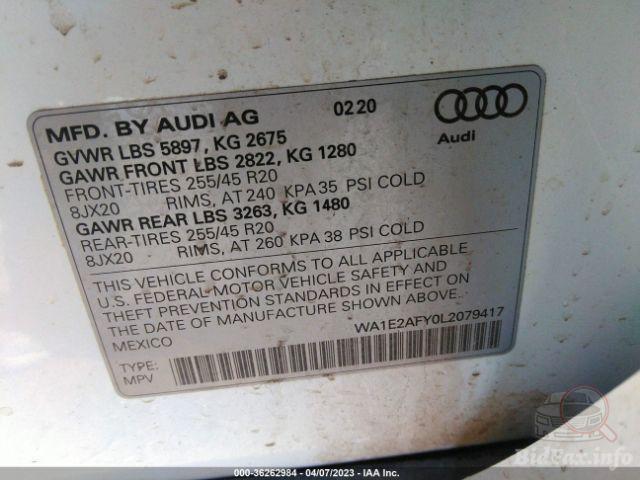 MFD. BY AUDI AG 0220
Audi
GVWR LBS 5897, KG 2675
GAWR FRONT LBS 2822, KG 1280
FRONT-TIRES 255/45 R20
8JX20 RIMS, AT 240 KPA 35 PSI COLD
GAWR REAR LBS 3263, KG 1480
REAR-TIRES 255/45 R20
8JX20 RIMS, AT 260 KPA 38 PSI COLD
THIS VEHICLE CONFORMS TO ALL APPLICABLE
U.S. FEDERAL MOTOR VEHICLE SAFETY AND
THEFT PREVENTION STANDARDS IN EFFECT ON
THE DATE OF MANUFACTURE SHOWN ABOVE.
MEXICO WA1E2AFY0L2079417
TYPE:
MPV
BidFax.info
000-36262984 - 04/07/2023 - IAA Inc.